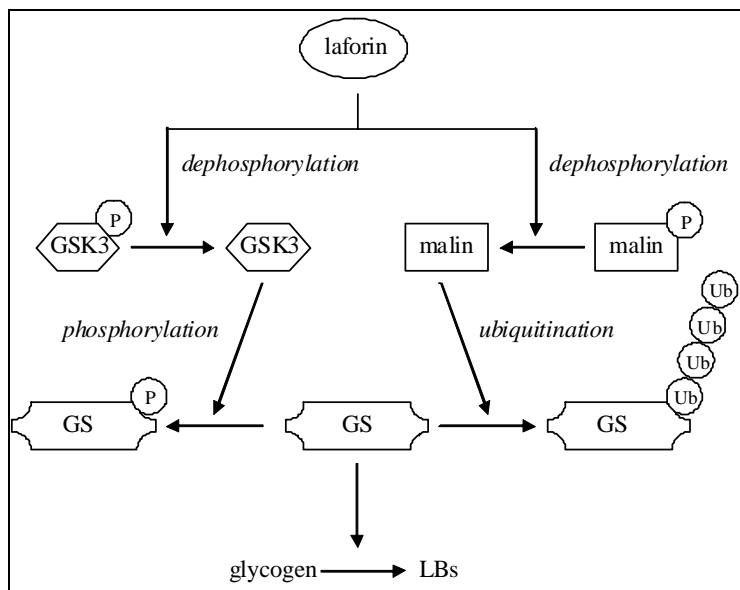 laforin
dephosphorylation
dephosphorylation
P
GSK3
GSK3
malin
malin
P
phosphorylation
ubiquitination
Ub
Ub
Ub
Ub
P
GS
GS
GS
glycogen
LBs